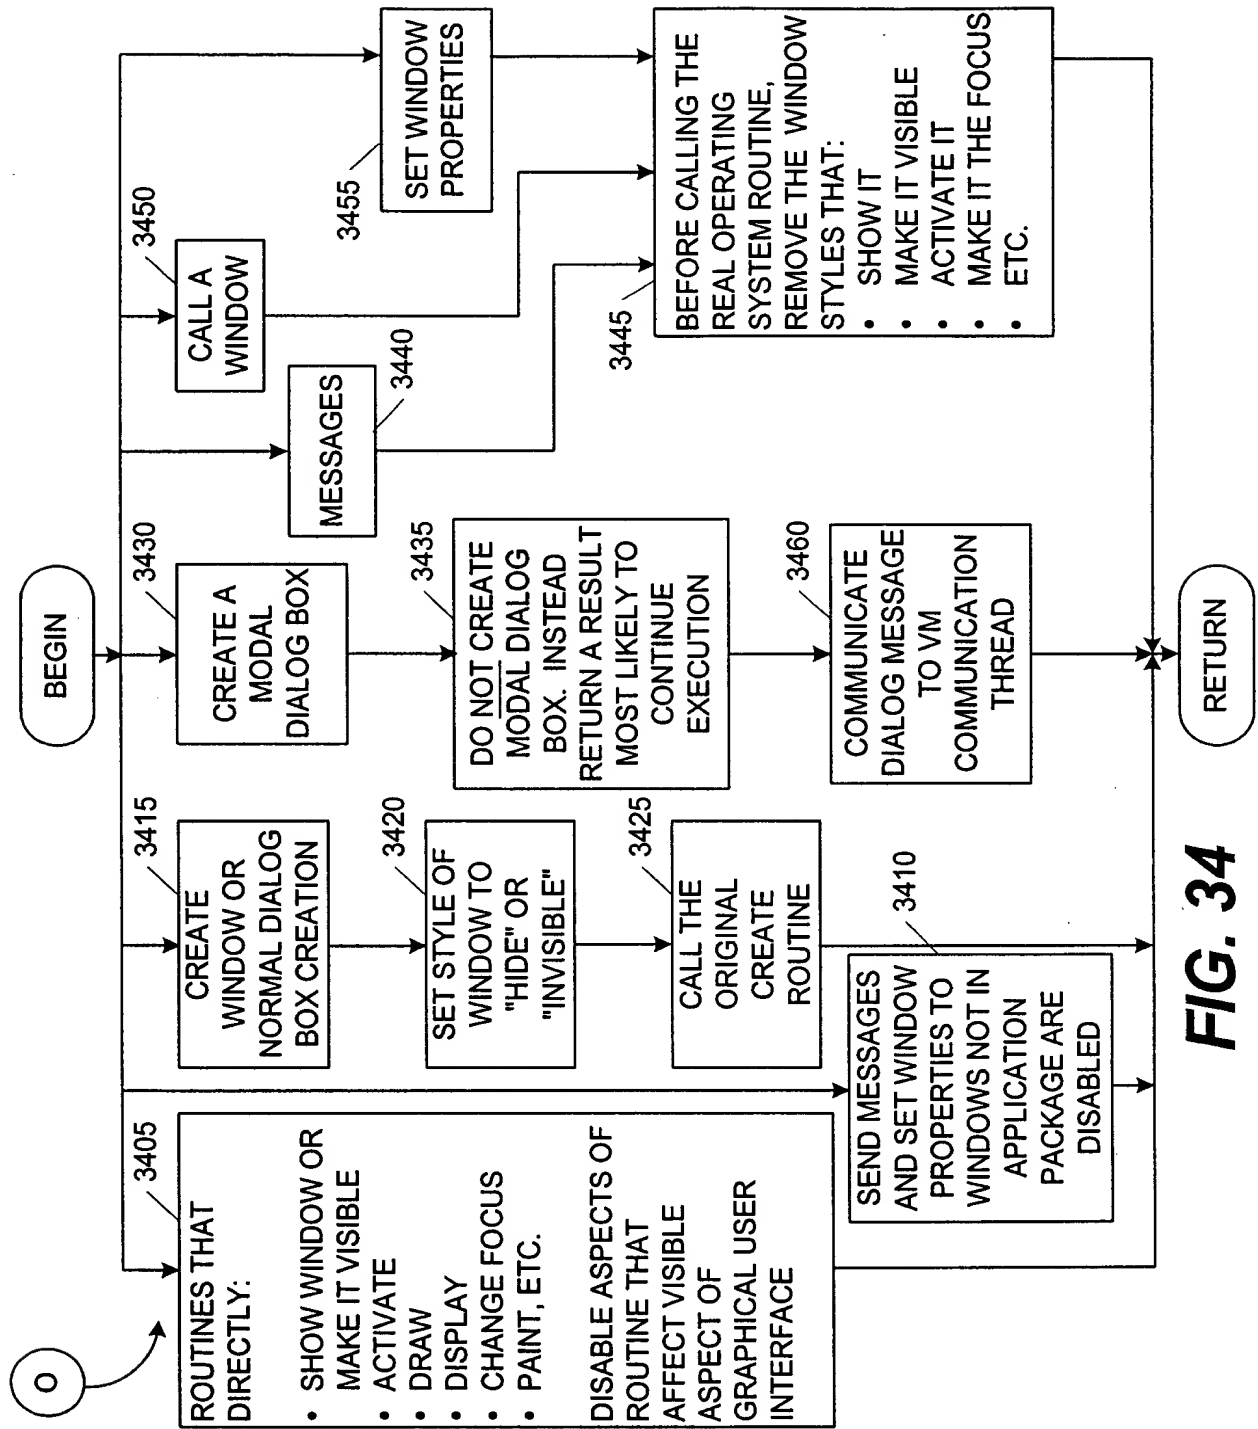 O
BEGIN
3405
ROUTINES THAT
DIRECTLY:
• SHOW WINDOW OR
MAKE IT VISIBLE
• ACTIVATE
• DRAW
• DISPLAY
• CHANGE FOCUS
• PAINT, ETC.
DISABLE ASPECTS OF
ROUTINE THAT
AFFECT VISIBLE
ASPECT OF
GRAPHICAL USER
INTERFACE
3415
CREATE
WINDOW OR
NORMAL DIALOG
BOX CREATION
3420
SET STYLE OF
WINDOW TO
"HIDE" OR
"INVISIBLE"
3425
CALL THE
ORIGINAL
CREATE
ROUTINE
3410
SEND MESSAGES
AND SET WINDOW
PROPERTIES TO
WINDOWS NOT IN
APPLICATION
PACKAGE ARE
DISABLED
3430
CREATE A
MODAL
DIALOG BOX
3435
DO NOT CREATE
MODAL DIALOG
BOX. INSTEAD
RETURN A RESULT
MOST LIKELY TO
CONTINUE
EXECUTION
3460
COMMUNICATE
DIALOG MESSAGE
TO VM
COMMUNICATION
THREAD
MESSAGES
3440
3450
CALL A
WINDOW
3455
SET WINDOW
PROPERTIES
3445
BEFORE CALLING THE
REAL OPERATING
SYSTEM ROUTINE,
REMOVE THE WINDOW
STYLES THAT:
• SHOW IT
• MAKE IT VISIBLE
• ACTIVATE IT
• MAKE IT THE FOCUS
• ETC.
RETURN
FIG. 34